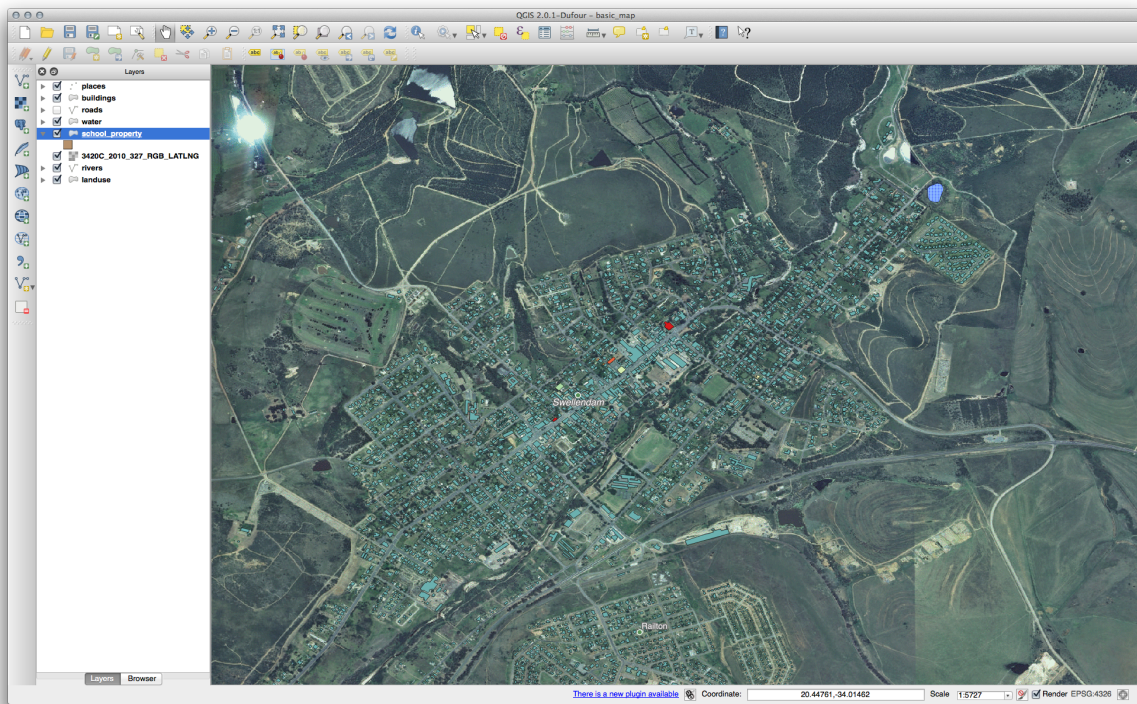 QGIS 2.0.1-Dufour - basic_map
Layers
places
buildings
roads
water
school_property
3420C_2010_327_RGB_LATLNG
rivers
landuse
Swellendam
Railton
Layers Browser
There is a new plugin available Coordinate: 20.44761,-34.01462 Scale 1:5727 Render EPSG:4326